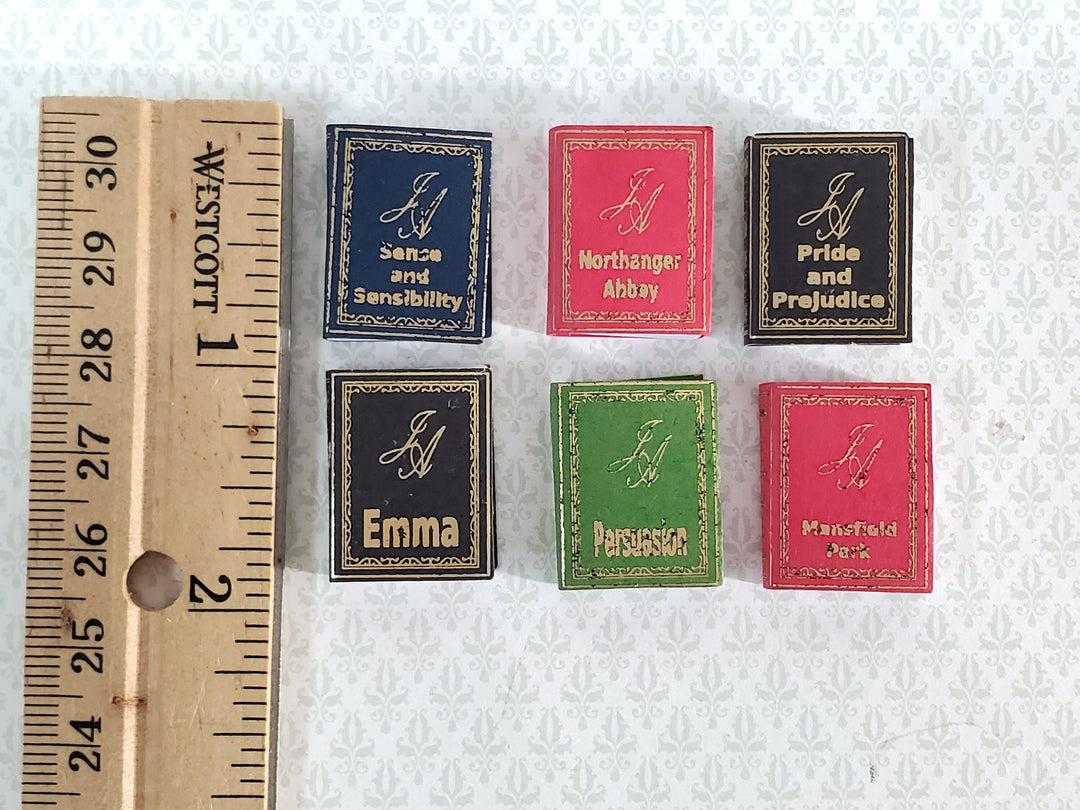 30
29
28
27
26
25
24
WESTCOTT
1
2
JA
Sense
and
Sensibility
JA
Northanger
Abbey
JA
Pride
and
Prejudice
JA
Emma
JA
Persuasion
JA
Mansfield
Park